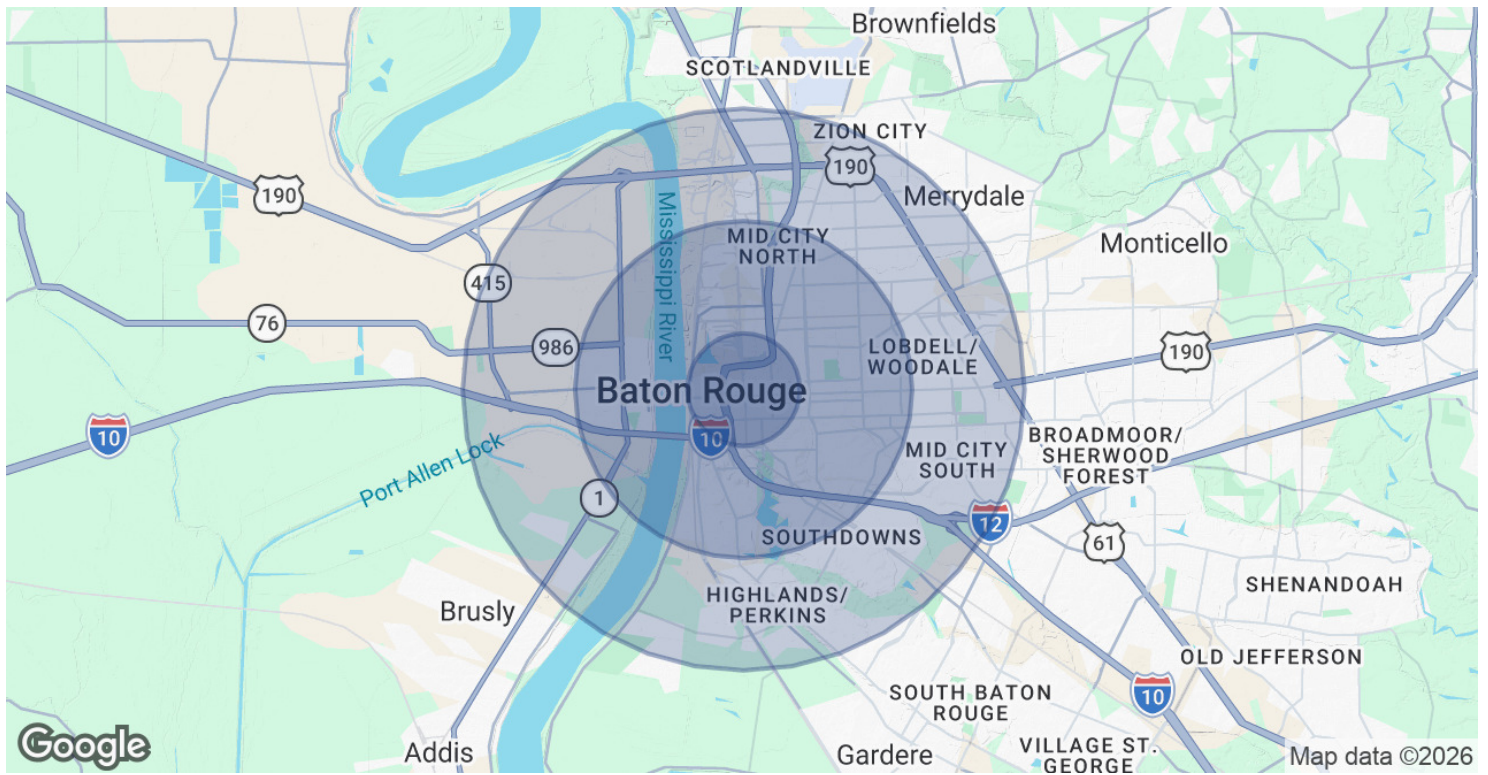 Brownfields
SCOTLANDVILLE
ZION CITY
190
190
Merrydale
Mississippi River
MID CITY
NORTH
Monticello
415
76
986
LOBDELL/
WOODALE
190
Baton Rouge
10
10
BROADMOOR/
SHERWOOD
FOREST
MID CITY
SOUTH
Port Allen Lock
1
12
SOUTHDOWNS
61
SHENANDOAH
HIGHLANDS/
PERKINS
Brusly
OLD JEFFERSON
SOUTH BATON
ROUGE
10
Google
Addis
Gardere
VILLAGE ST.
GEORGE
Map data ©2026